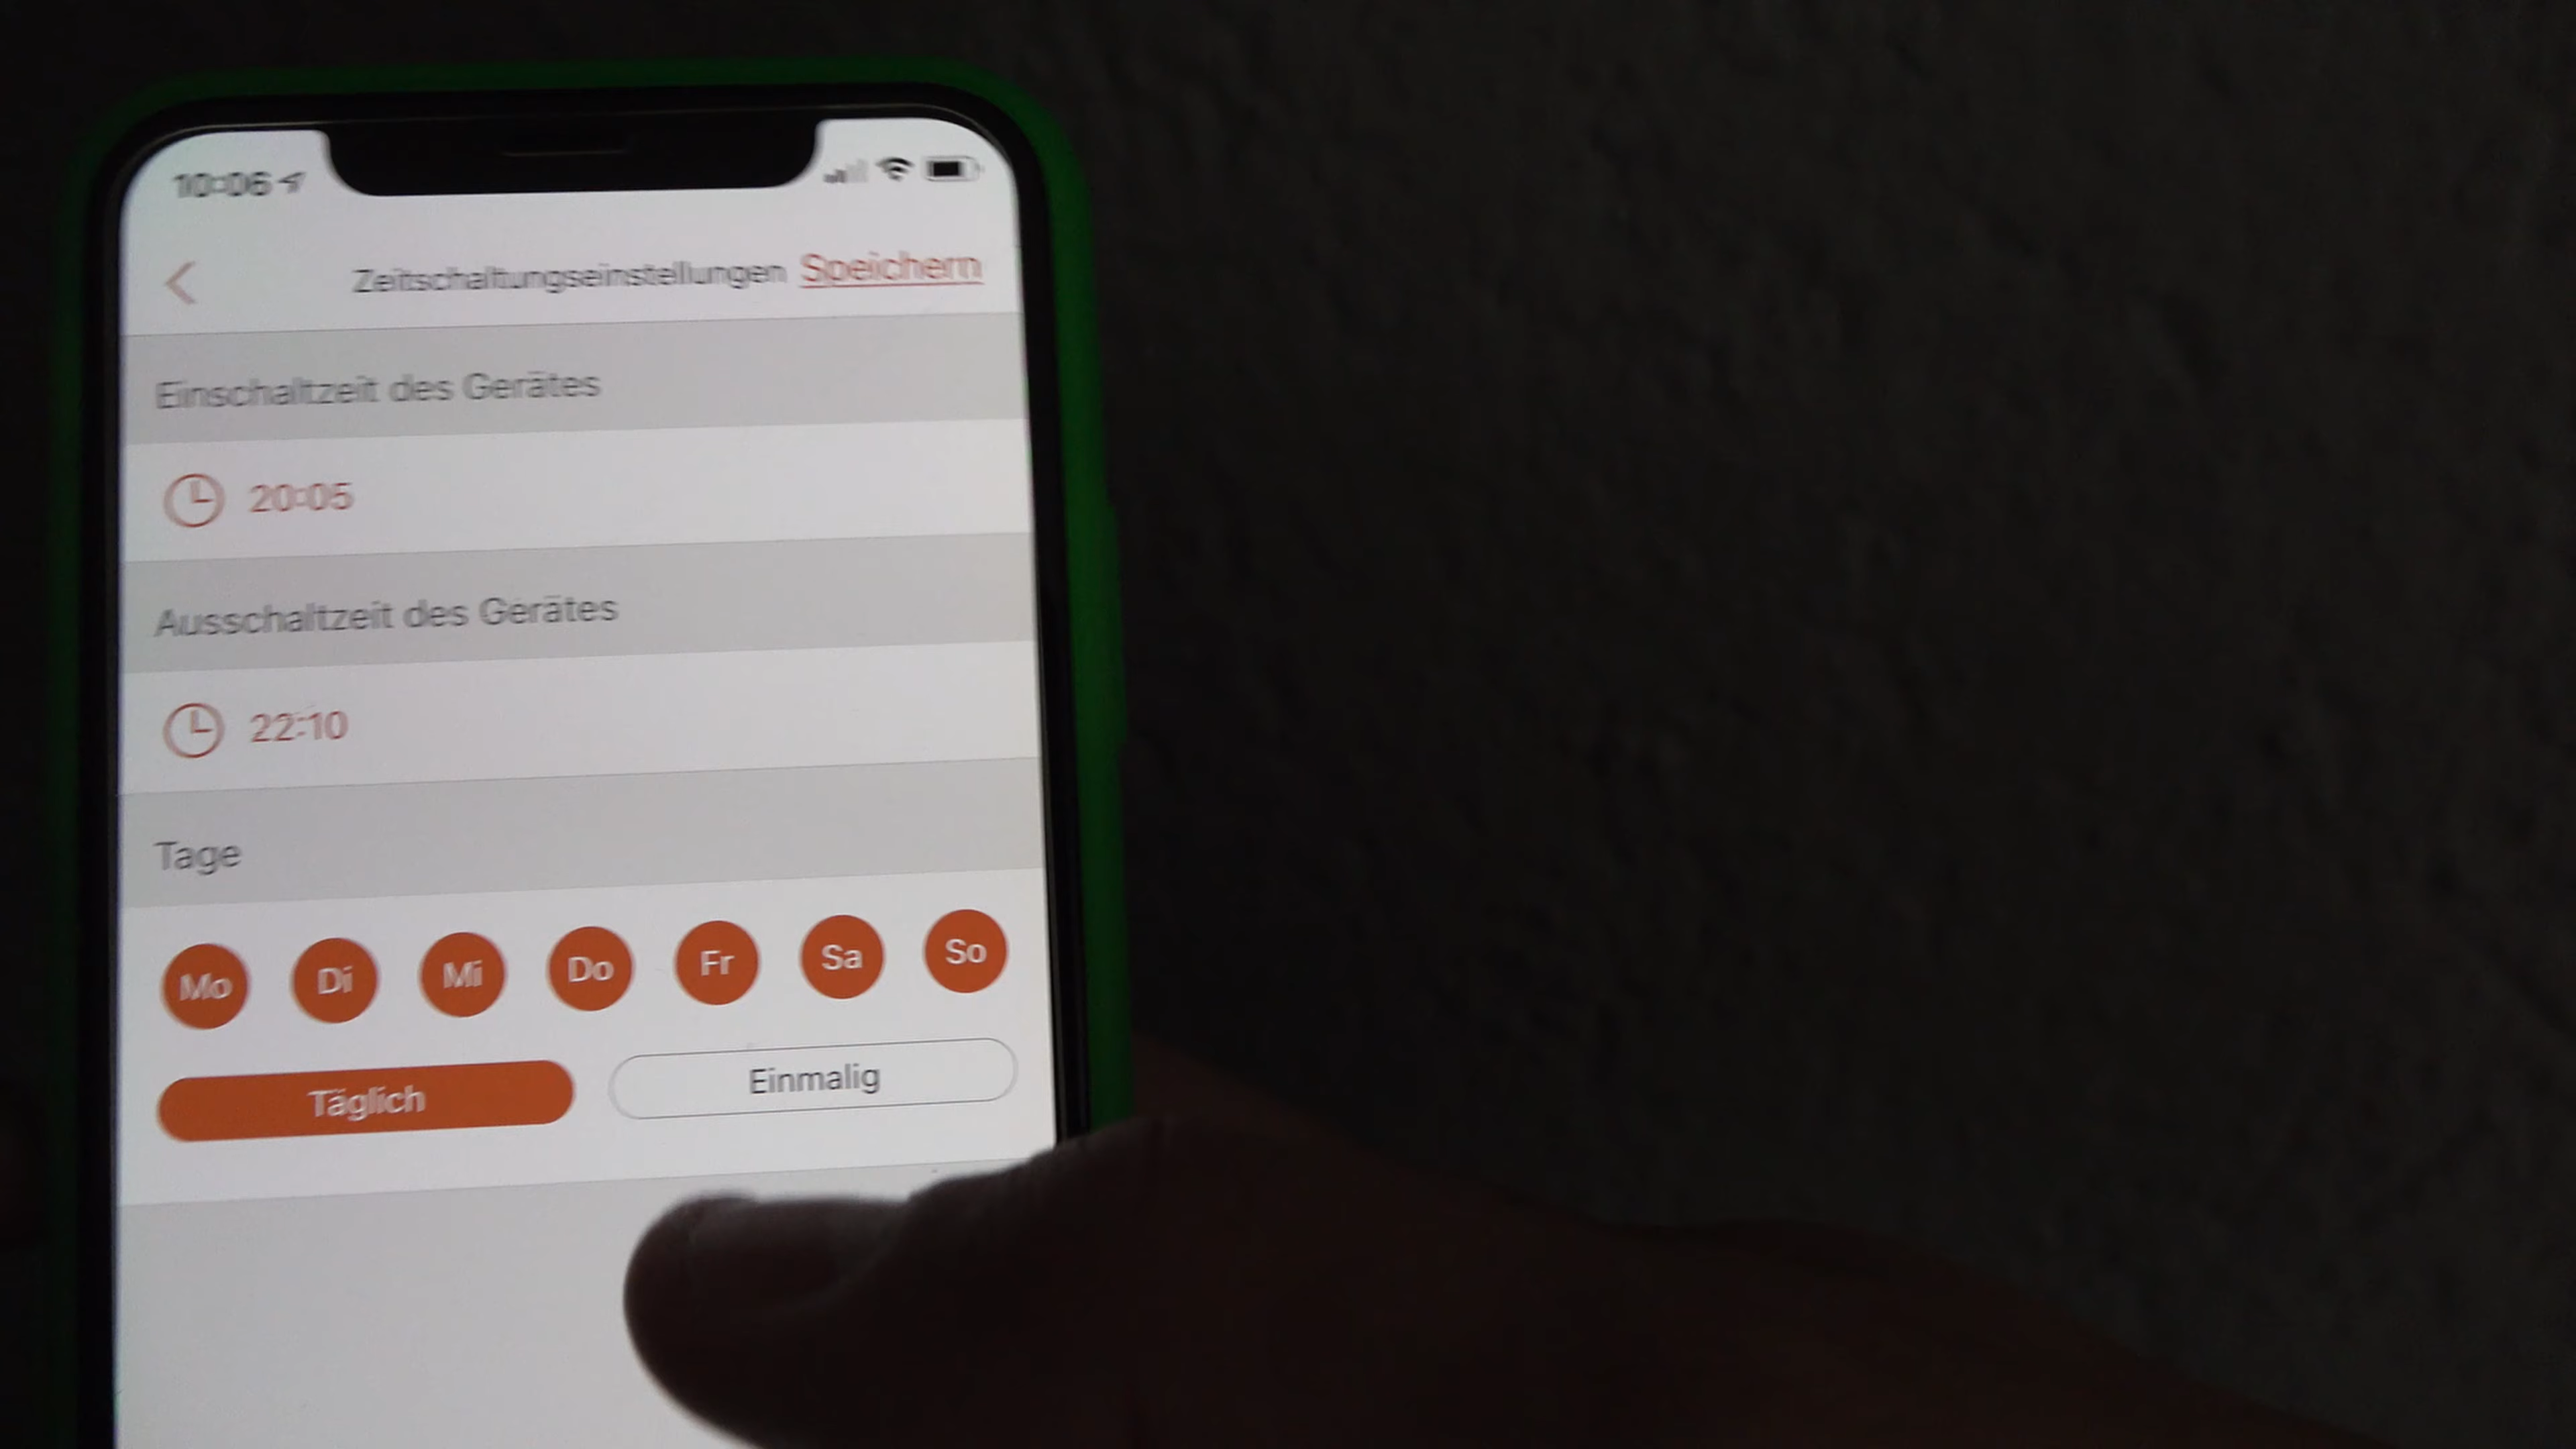 10:06
Zeitschaltungseinstellungen Speichern
Einschaltzeit des Gerätes
20:05
Ausschaltzeit des Gerätes
22:10
Tage
Mo Di Mi Do Fr Sa So
Täglich Einmalig